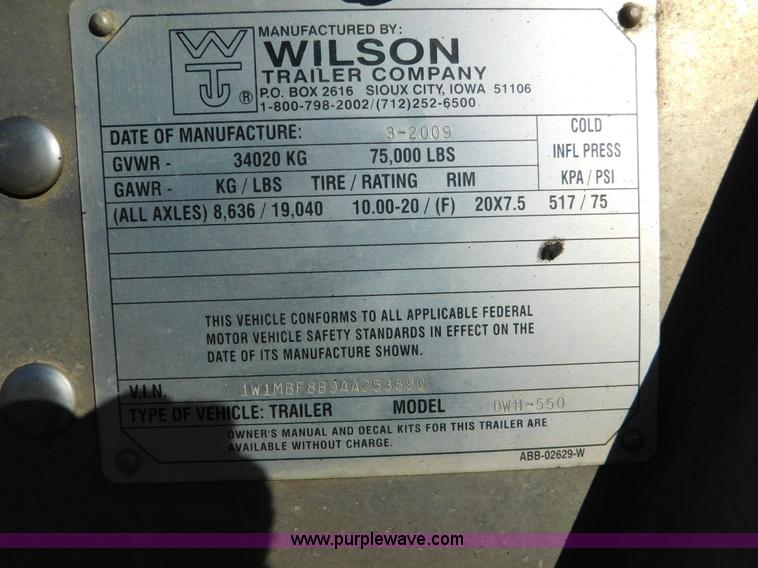 MANUFACTURED BY:
WILSON
TRAILER COMPANY
P.O. BOX 2616 SIOUX CITY, IOWA 51106
1-800-798-2002/(712)252-6500
WT ®
DATE OF MANUFACTURE: 3-2009
GVWR - 34020 KG 75,000 LBS
COLD
INFL PRESS
KPA / PSI
GAWR - KG / LBS TIRE / RATING RIM
(ALL AXLES) 8,636 / 19,040 10.00-20 / (F) 20X7.5 517 / 75
THIS VEHICLE CONFORMS TO ALL APPLICABLE FEDERAL
MOTOR VEHICLE SAFETY STANDARDS IN EFFECT ON THE
DATE OF ITS MANUFACTURE SHOWN.
V.I.N. 1W1MBF8B9AA253890
TYPE OF VEHICLE: TRAILER MODEL DWH-550
OWNER'S MANUAL AND DECAL KITS FOR THIS TRAILER ARE
AVAILABLE WITHOUT CHARGE.
ABB-02629-W
www.purplewave.com